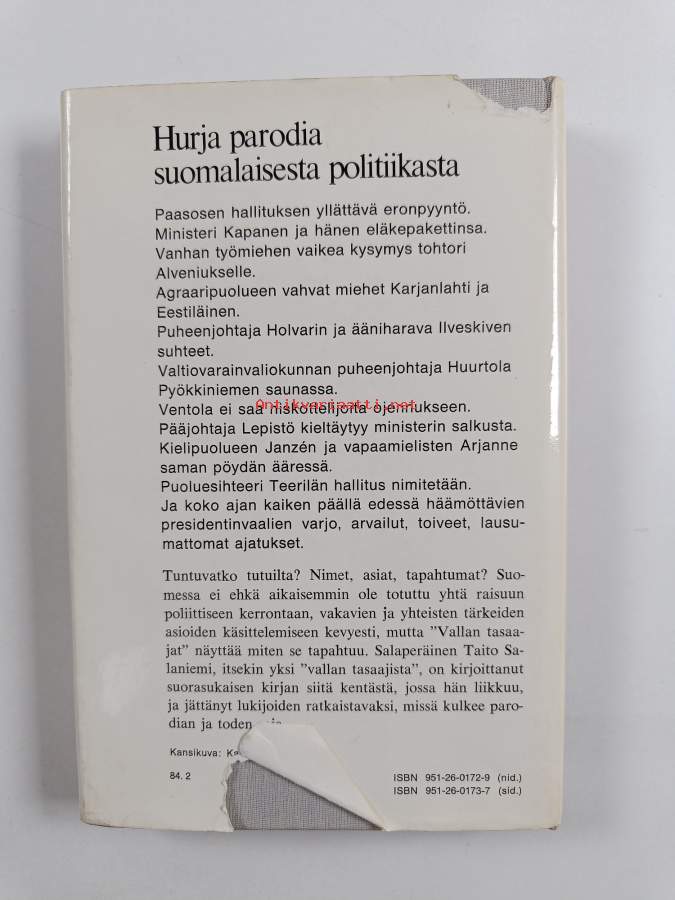 Hurja parodia
suomalaisesta politiikasta
Paasosen hallituksen yllättävä eronpyyntö.
Ministeri Kapanen ja hänen eläkepakettinsa.
Vanhan työmiehen vaikea kysymys tohtori
Alveniukselle.
Agraaripuolueen vahvat miehet Karjanlahti ja
Eestiläinen.
Puheenjohtaja Holvarin ja ääniharava Ilveskiven
suhteet.
Valtiovarainvaliokunnan puheenjohtaja Huurtola
Pyökkiniemen saunassa.
Antikvariaatti.net
Ventola ei saa niskottelijoita ojennukseen.
Pääjohtaja Lepistö kieltäytyy ministerin salkusta.
Kielipuolueen Janzén ja vapaamielisten Arjanne
saman pöydän ääressä.
Puoluesihteeri Teerilän hallitus nimitetään.
Ja koko ajan kaiken päällä edessä häämöttävien
presidentinvaalien varjo, arvailut, toiveet, lausu-
mattomat ajatukset.
Tuntuvatko tutuilta? Nimet, asiat, tapahtumat? Suo-
messa ei ehkä aikaisemmin ole totuttu yhtä raisuun
poliittiseen kerrontaan, vakavien ja yhteisten tärkeiden
asioiden käsittelemiseen kevyesti, mutta ”Vallan tasaa-
jat” näyttää miten se tapahtuu. Salaperäinen Taito Sa-
laniemi, itsekin yksi ”vallan tasaajista”, on kirjoittanut
suorasukaisen kirjan siitä kentästä, jossa hän liikkuu,
ja jättänyt lukijoiden ratkaistavaksi, missä kulkee paro-
dian ja toden
Kansikuva:
84.2
ISBN 951-26-0172-9 (nid.)
ISBN 951-26-0173-7 (sid.)